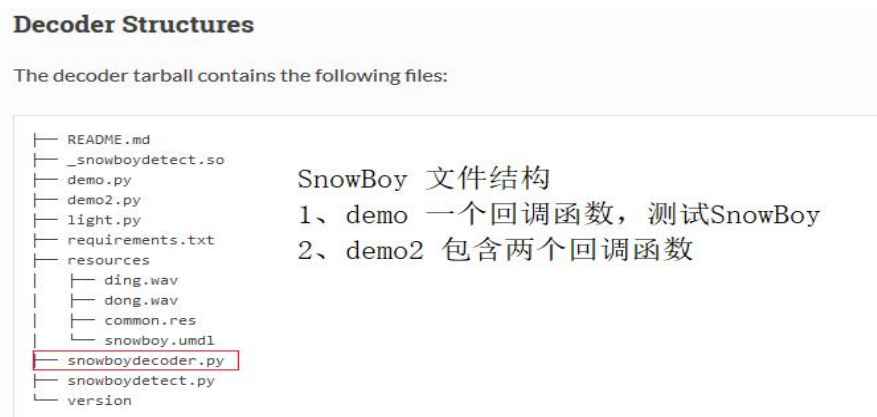 Decoder Structures
The decoder tarball contains the following files:
├── README.md
├── _snowboydetect.so
├── demo.py
├── demo2.py
├── light.py
├── requirements.txt
├── resources
│   ├── ding.wav
│   ├── dong.wav
│   ├── common.res
│   └── snowboy.umdl
├── snowboydecoder.py
├── snowboydetect.py
└── version
SnowBoy 文件结构
1、demo 一个回调函数，测试SnowBoy
2、demo2 包含两个回调函数